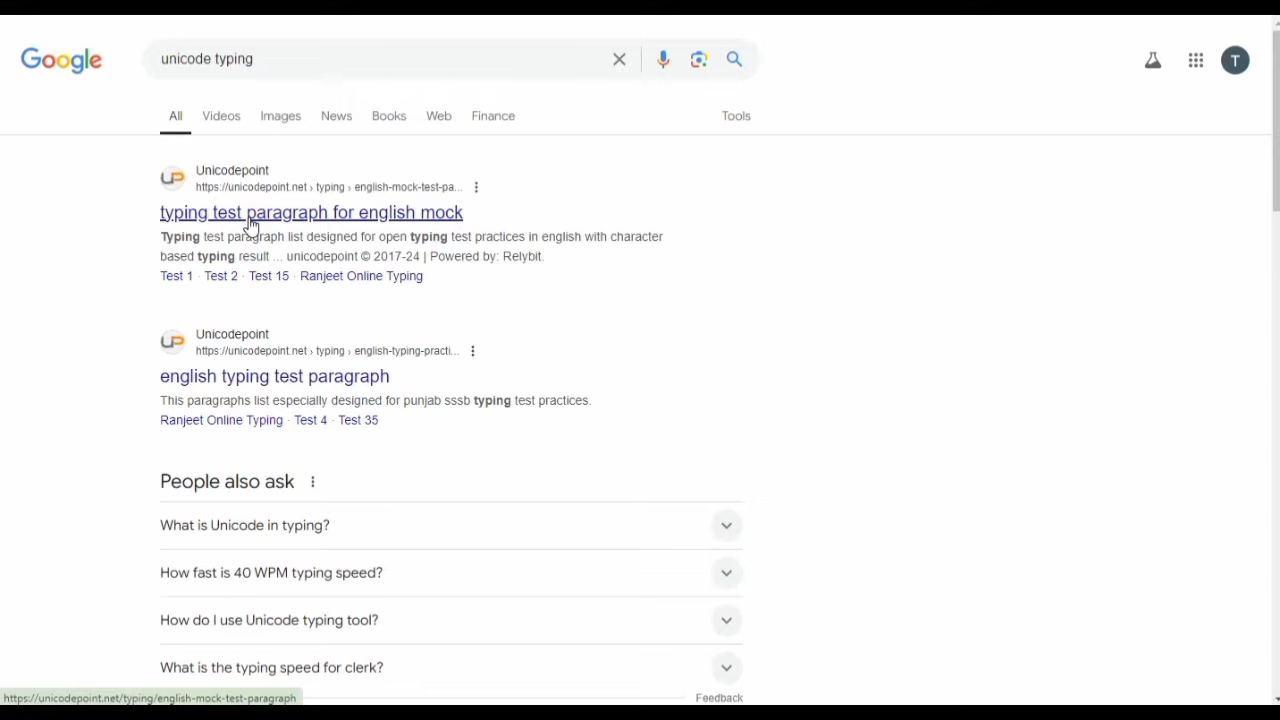 Google
unicode typing
T
All Videos Images News Books Web Finance Tools
UP
Unicodepoint
https://unicodepoint.net › typing › english-mock-test-pa...
typing test paragraph for english mock
Typing test paragraph list designed for open typing test practices in english with character
based typing result ... unicodepoint © 2017-24 | Powered by: Relybit.
Test 1 · Test 2 · Test 15 · Ranjeet Online Typing
UP
Unicodepoint
https://unicodepoint.net › typing › english-typing-practi...
english typing test paragraph
This paragraphs list especially designed for punjab sssb typing test practices.
Ranjeet Online Typing · Test 4 · Test 35
People also ask
What is Unicode in typing?
How fast is 40 WPM typing speed?
How do I use Unicode typing tool?
What is the typing speed for clerk?
Feedback
https://unicodepoint.net/typing/english-mock-test-paragraph